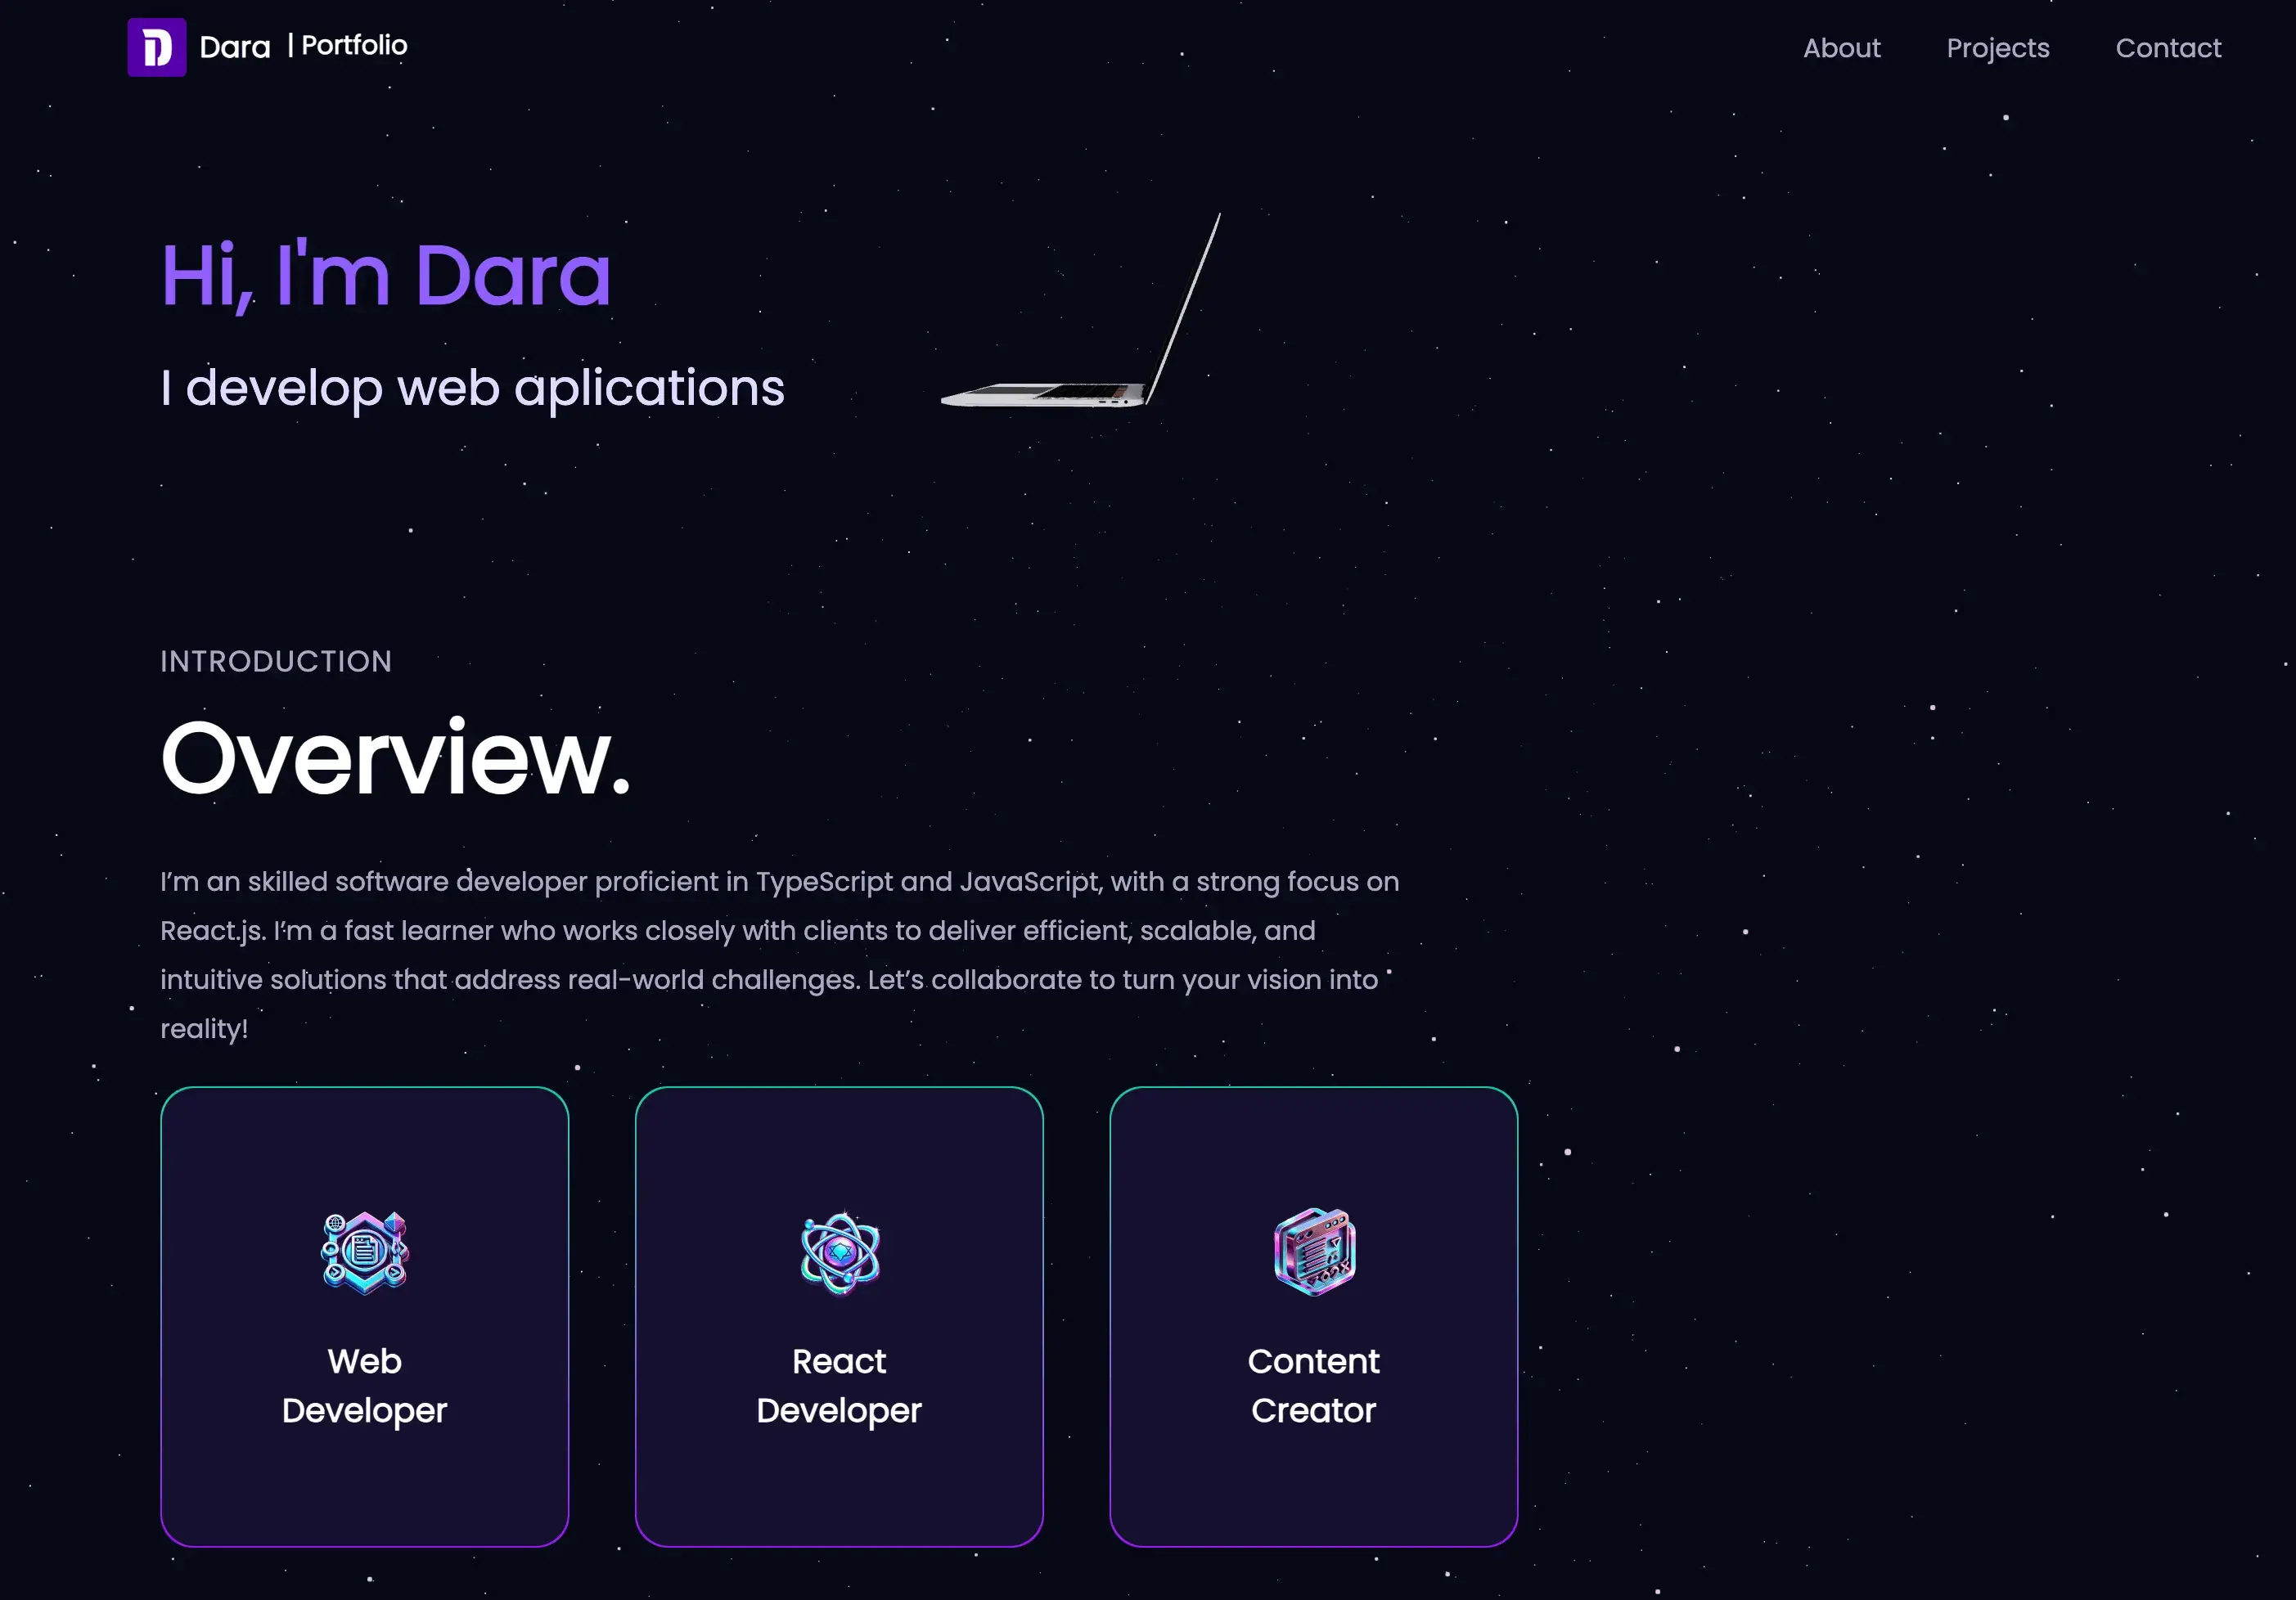 Dara | Portfolio
About Projects Contact
Hi, I'm Dara
I develop web aplications
INTRODUCTION
Overview.
I’m an skilled software developer proficient in TypeScript and JavaScript, with a strong focus on
React.js. I’m a fast learner who works closely with clients to deliver efficient, scalable, and
intuitive solutions that address real-world challenges. Let’s collaborate to turn your vision into
reality!
Web
Developer
React
Developer
Content
Creator